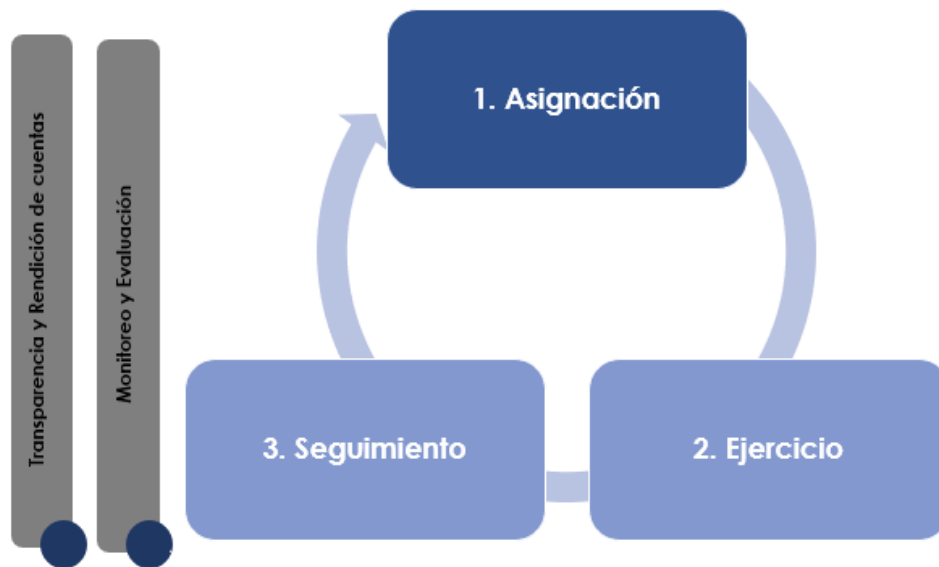 Transparencia y Rendición de cuentas
Monitoreo y Evaluación
1. Asignación
3. Seguimiento
2. Ejercicio